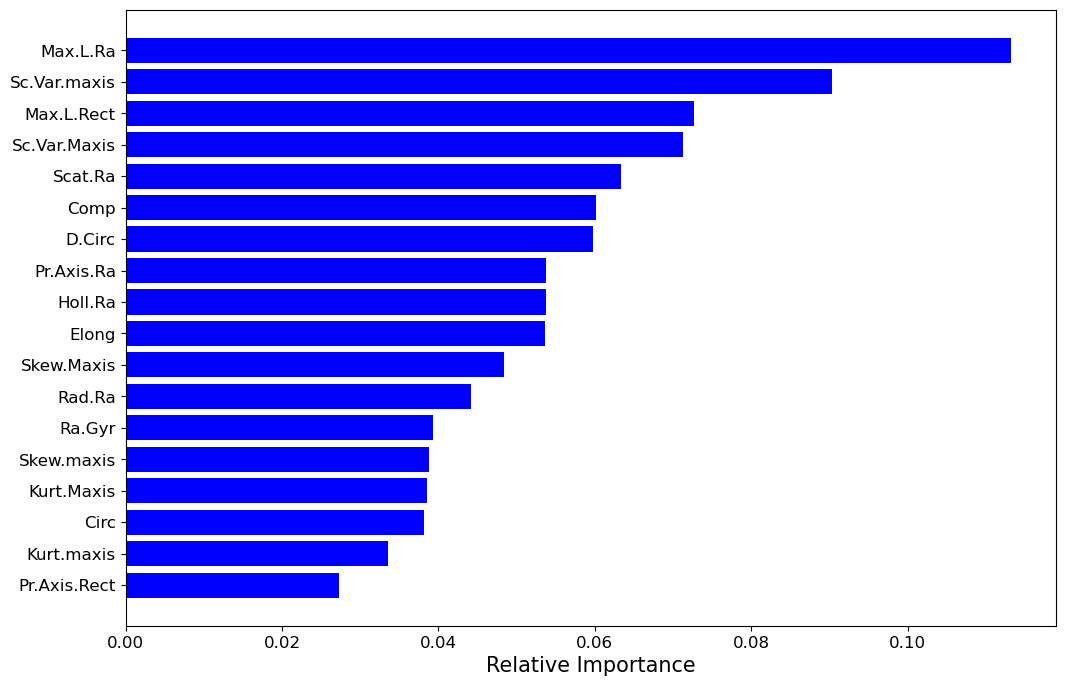 Max.L.Ra
Sc.Var.maxis
Max.L.Rect
Sc.Var.Maxis
Scat.Ra
Comp
D.Circ
Pr.Axis.Ra
Holl.Ra
Elong
Skew.Maxis
Rad.Ra
Ra.Gyr
Skew.maxis
Kurt.Maxis
Circ
Kurt.maxis
Pr.Axis.Rect
0.00 0.02 0.04 0.06 0.08 0.10
Relative Importance